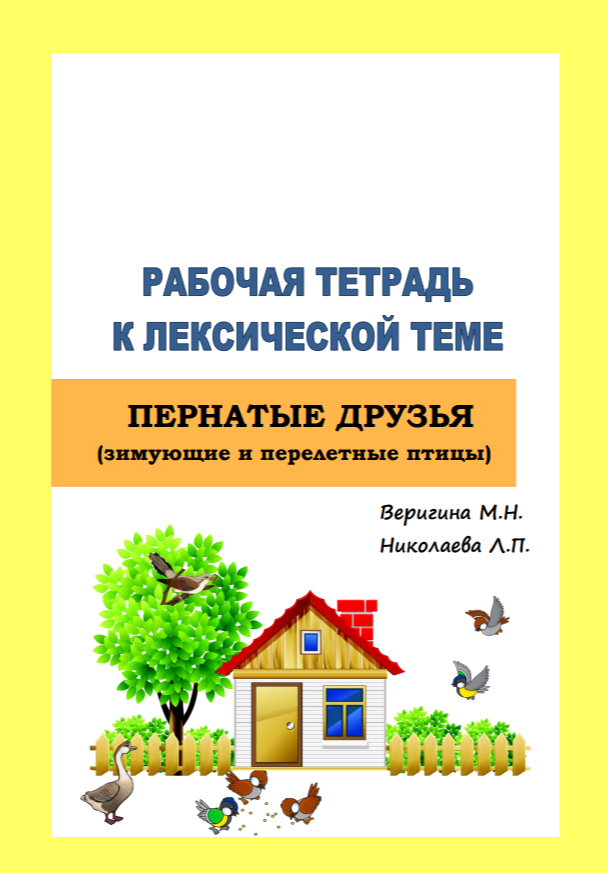 РАБОЧАЯ ТЕТРАДЬ
К ЛЕКСИЧЕСКОЙ ТЕМЕ
ПЕРНАТЫЕ ДРУЗЬЯ
(зимующие и перелетные птицы)
Веригина М.Н.
Николаева Л.П.